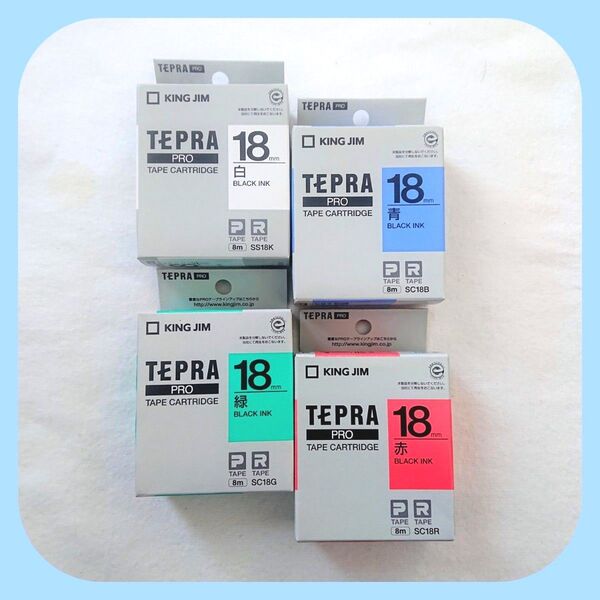 TEPRA PRO
KING JIM
TEPRA
PRO
TAPE CARTRIDGE
18mm
白
BLACK INK
P R
TAPE TAPE
8m SS18K
TEPRA PRO
KING JIM
TEPRA
PRO
TAPE CARTRIDGE
18mm
青
BLACK INK
P R
TAPE TAPE
8m SC18B
TEPRA PRO
http://www.kingjim.co.jp
KING JIM
TEPRA
PRO
TAPE CARTRIDGE
18mm
緑
BLACK INK
P R
TAPE TAPE
8m SC18G
TEPRA PRO
http://www.kingjim.co.jp
KING JIM
TEPRA
PRO
TAPE CARTRIDGE
18mm
赤
BLACK INK
P R
TAPE TAPE
8m SC18R